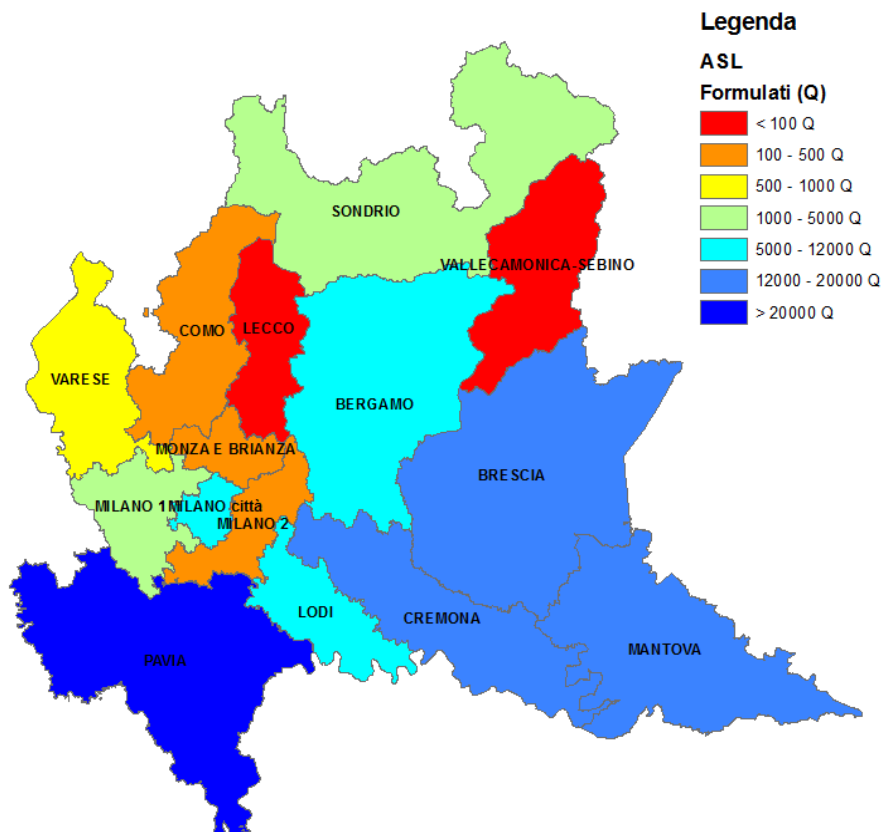 Legenda
ASL
Formulati (Q)
< 100 Q
100 - 500 Q
500 - 1000 Q
1000 - 5000 Q
5000 - 12000 Q
12000 - 20000 Q
> 20000 Q
SONDRIO
VALLECAMONICA-SEBINO
COMO
LECCO
VARESE
BERGAMO
MONZA E BRIANZA
BRESCIA
MILANO 1
MILANO città
MILANO 2
LODI
CREMONA
MANTOVA
PAVIA